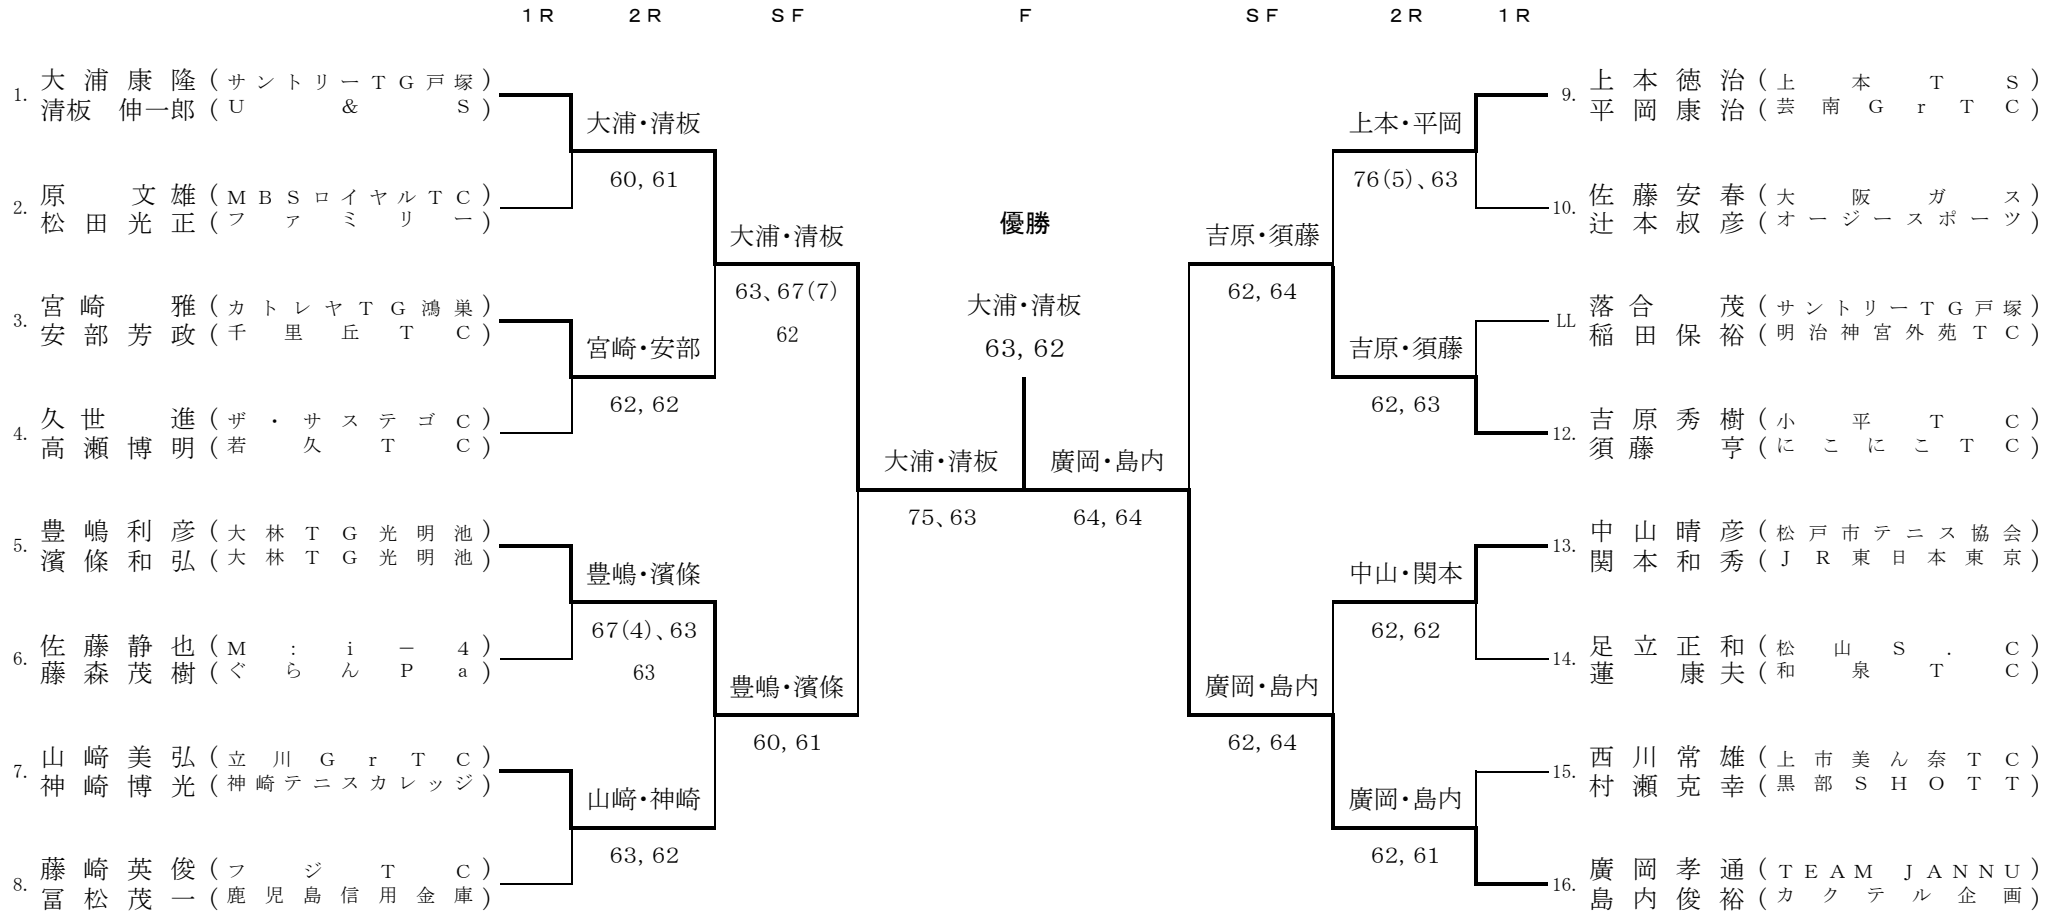 １Ｒ ２Ｒ ＳＦ Ｆ ＳＦ ２Ｒ １Ｒ
1. 大浦康隆(サントリーTG戸塚)
清板 伸一郎(U&S)
大浦・清板
60, 61
2. 原 文雄(MBSロイヤルTC)
松田光正(ファミリー)
大浦・清板
63、67(7)
62
3. 宮崎 雅(カトレヤTG鴻巣)
安部芳政(千里丘TC)
宮崎・安部
62, 62
4. 久世 進(ザ・サステゴC)
高瀬博明(若久TC)
5. 豊嶋利彦(大林TG光明池)
濱條和弘(大林TG光明池)
豊嶋・濱條
67(4)、63
63
6. 佐藤静也(M:i－4)
藤森茂樹(ぐらんPa)
豊嶋・濱條
60, 61
7. 山﨑美弘(立川GrTC)
神崎博光(神崎テニスカレッジ)
山﨑・神崎
63, 62
8. 藤崎英俊(フジTC)
冨松茂一(鹿児島信用金庫)
優勝
大浦・清板
63, 62
大浦・清板
75、63
廣岡・島内
64, 64
9. 上本徳治(上本TS)
平岡康治(芸南GrTC)
上本・平岡
76(5)、63
10. 佐藤安春(大阪ガス)
辻本叔彦(オージースポーツ)
吉原・須藤
62, 64
LL 落合 茂(サントリーTG戸塚)
稲田保裕(明治神宮外苑TC)
吉原・須藤
62, 63
12. 吉原秀樹(小平TC)
須藤 亨(にこにこTC)
13. 中山晴彦(松戸市テニス協会)
関本和秀(JR東日本東京)
中山・関本
62, 62
14. 足立正和(松山S.C)
蓮 康夫(和泉TC)
廣岡・島内
62, 64
15. 西川常雄(上市美ん奈TC)
村瀬克幸(黒部SHOTT)
廣岡・島内
62, 61
16. 廣岡孝通(TEAM JANNU)
島内俊裕(カクテル企画)